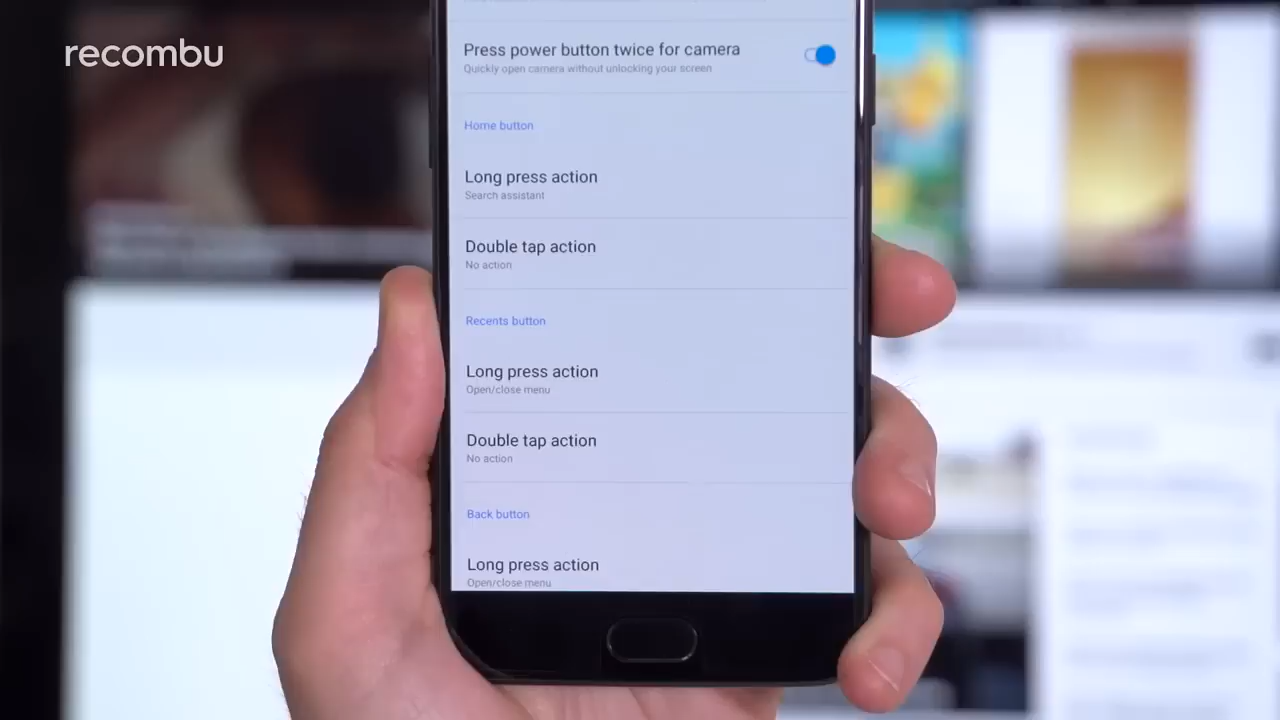 recombu
Press power button twice for camera
Quickly open camera without unlocking your screen
Home button
Long press action
Search assistant
Double tap action
No action
Recents button
Long press action
Open/close menu
Double tap action
No action
Back button
Long press action
Open/close menu